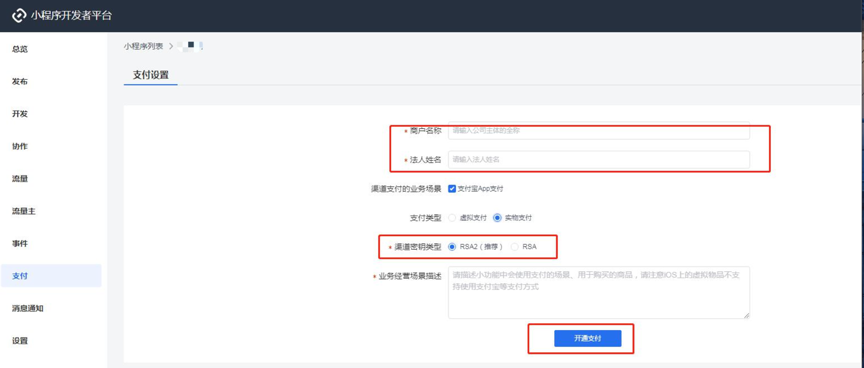 小程序开发者平台
总览
发布
开发
协作
流量
流量主
事件
支付
消息通知
设置
小程序列表 >
支付设置
* 商户名称 请输入公司主体的全称
* 法人姓名 请输入法人姓名
渠道支付的业务场景 支付宝App支付
支付类型 虚拟支付 实物支付
* 渠道密钥类型 RSA2（推荐） RSA
* 业务经营场景描述 请描述小功能中会使用支付的场景、用于购买的商品，请注意iOS上的虚拟物品不支
持使用支付宝等支付方式
开通支付